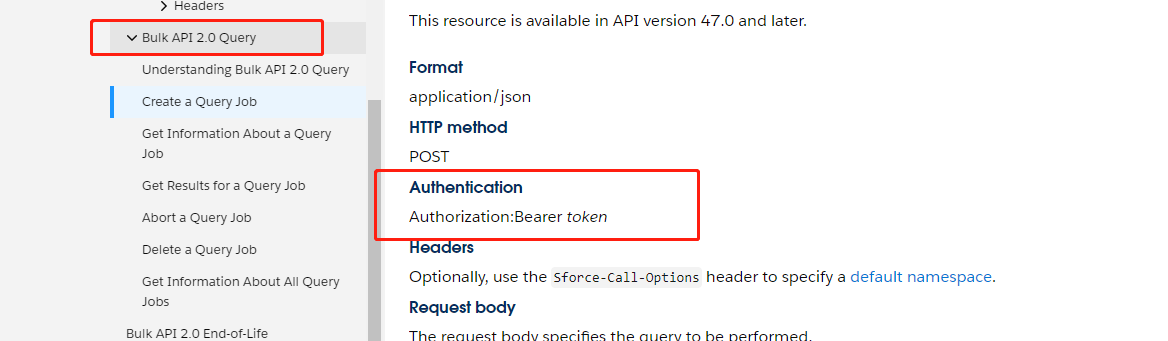 Headers
Bulk API 2.0 Query
Understanding Bulk API 2.0 Query
Create a Query Job
Get Information About a Query
Job
Get Results for a Query Job
Abort a Query Job
Delete a Query Job
Get Information About All Query
Jobs
Bulk API 2.0 End-of-Life
This resource is available in API version 47.0 and later.
Format
application/json
HTTP method
POST
Authentication
Authorization:Bearer token
Headers
Optionally, use the Sforce-Call-Options header to specify a default namespace.
Request body
The request body specifies the query to be performed.